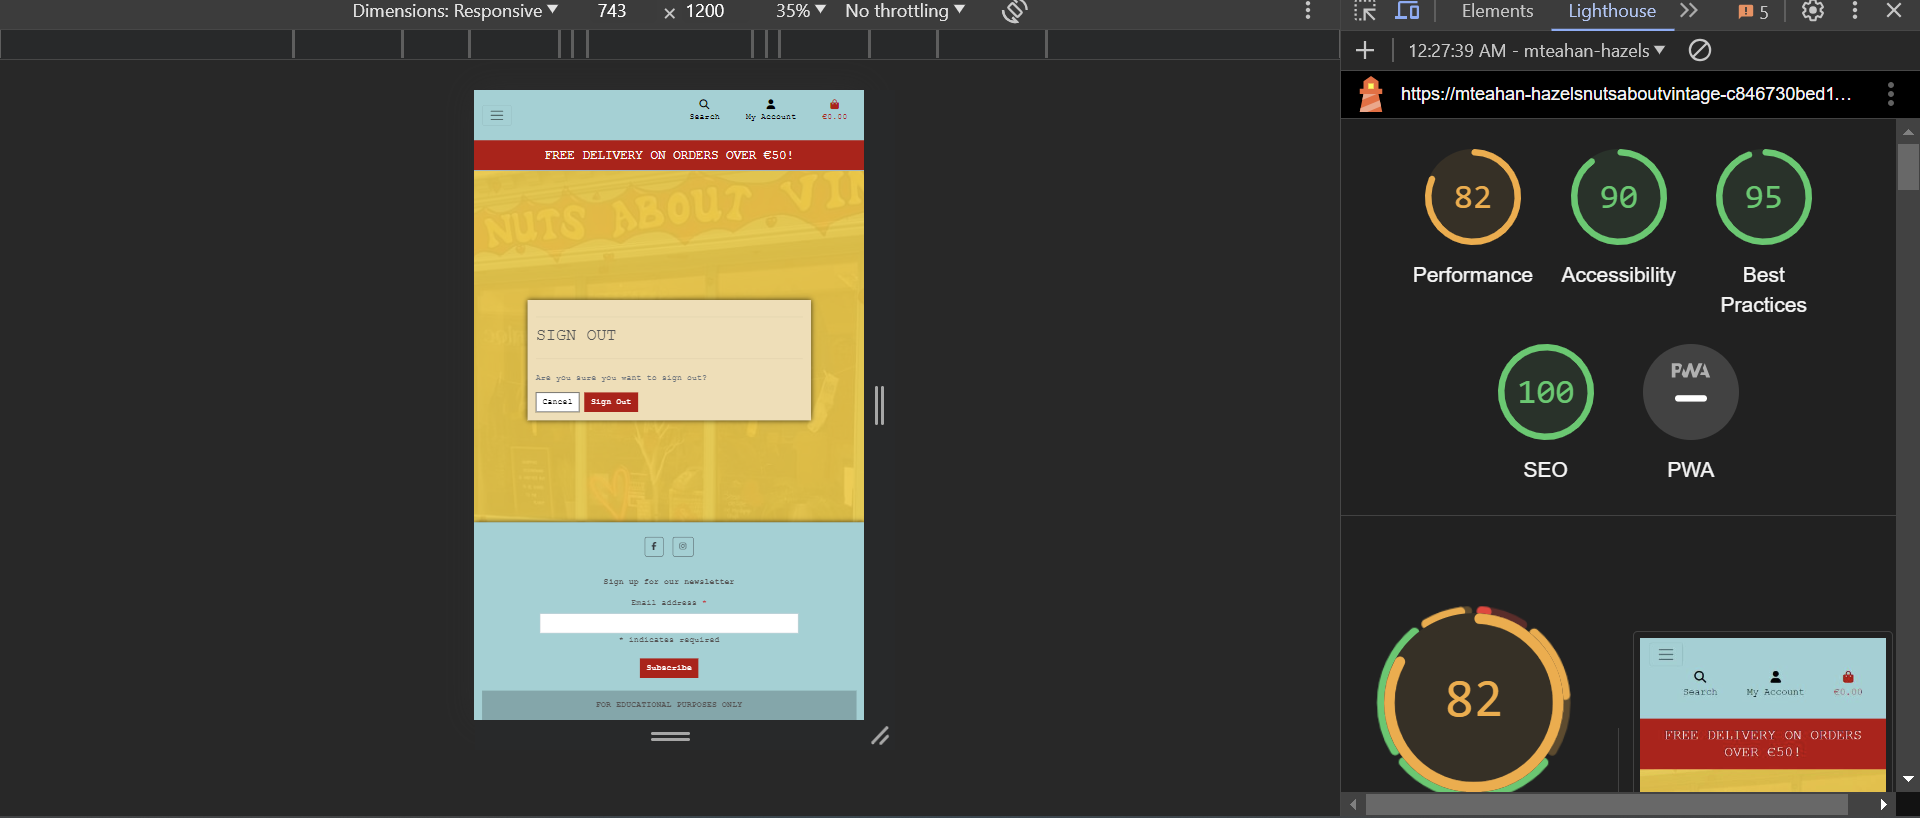 Dimensions: Responsive 743 × 1200 35% No throttling
Elements Lighthouse 5
12:27:39 AM - mteahan-hazels
https://mteahan-hazelsnutsaboutvintage-c846730bed1…
82 90 95
Performance Accessibility Best Practices
100 PWA
SEO PWA
82
Search My Account €0.00
FREE DELIVERY ON ORDERS OVER €50!
NUTS ABOUT VIN
SIGN OUT
Are you sure you want to sign out?
Cancel Sign Out
Sign up for our newsletter
Email address *
* indicates required
Subscribe
FOR EDUCATIONAL PURPOSES ONLY
Search My Account €0.00
FREE DELIVERY ON ORDERS
OVER €50!